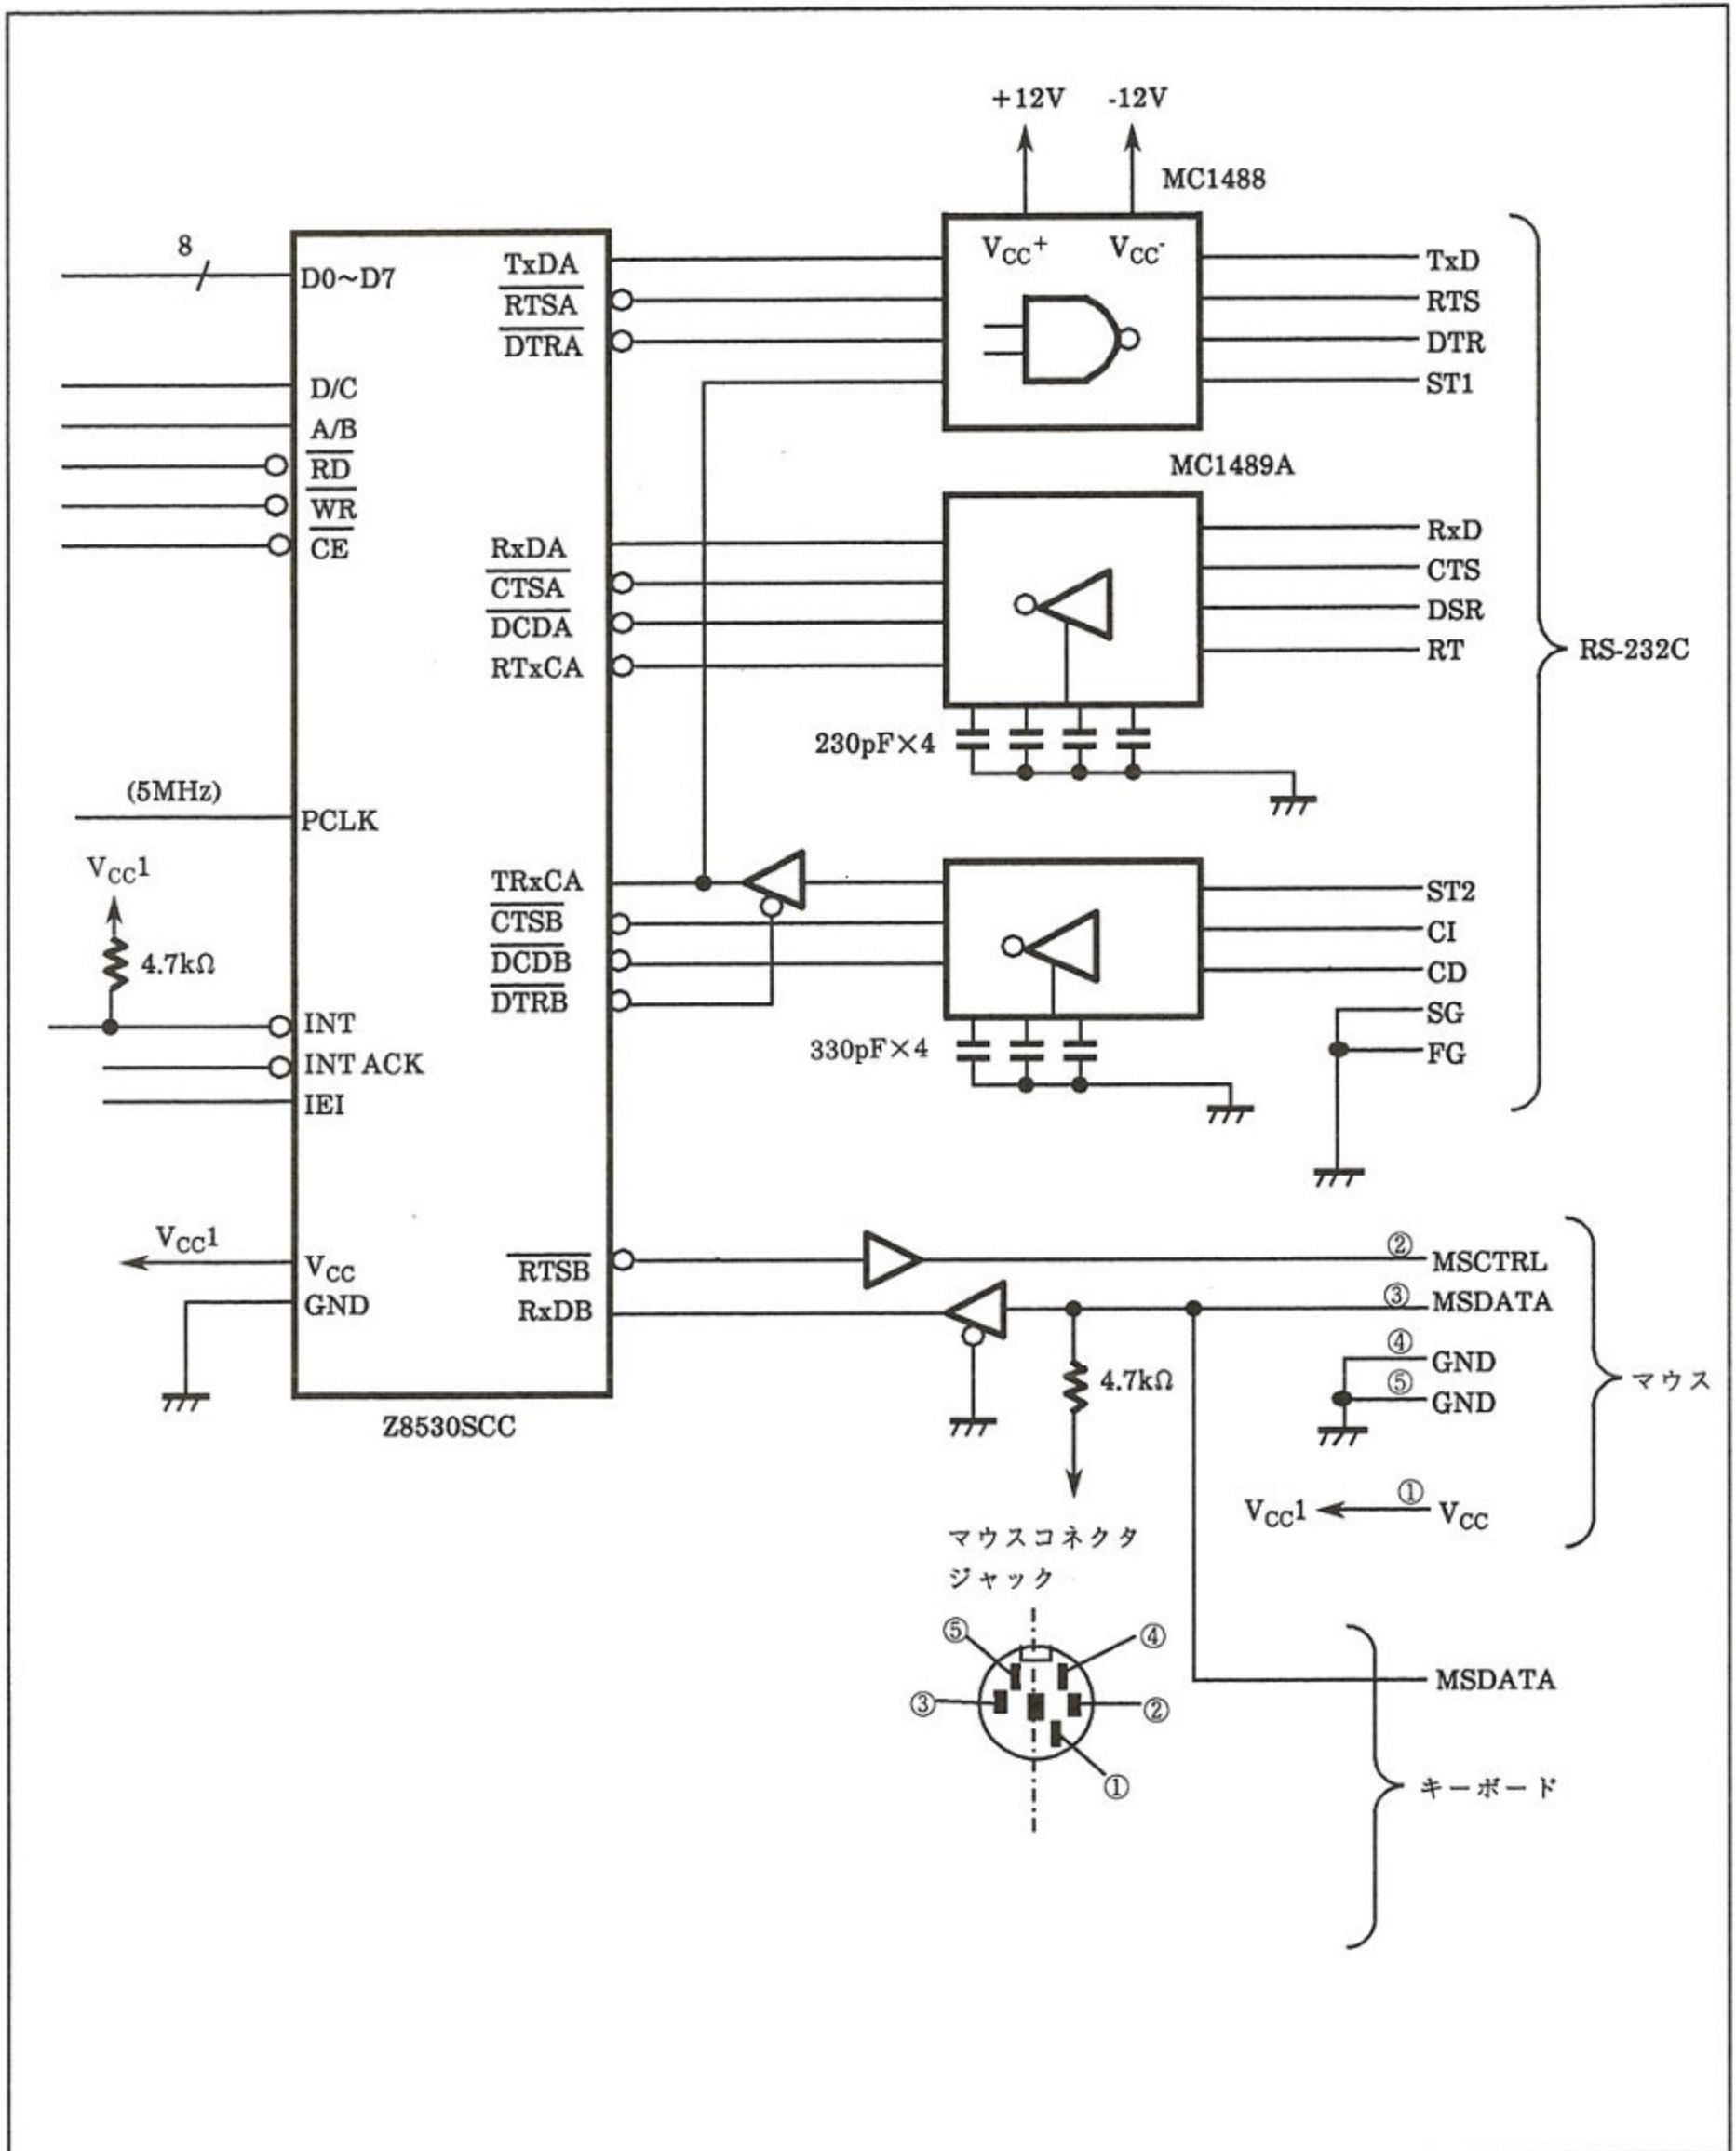 +12V
-12V
MC1488
8
D0~D7
D/C
A/B
RD
WR
CE
(5MHz)
PCLK
VCC1
4.7kΩ
INT
INT ACK
IEI
VCC1
VCC
GND
TxDA
RTSA
DTRA
RxDA
CTSA
DCDA
RTxCA
TRxCA
CTSB
DCDB
DTRB
RTSB
RxDB
Z8530SCC
VCC+
VCC-
TxD
RTS
DTR
ST1
MC1489A
RxD
CTS
DSR
RT
230pF×4
RS-232C
ST2
CI
CD
SG
FG
330pF×4
② MSCTRL
③ MSDATA
④ GND
⑤ GND
4.7kΩ
マウス
VCC1
① VCC
マウスコネクタ
ジャック
⑤
④
③
②
①
MSDATA
キーボード